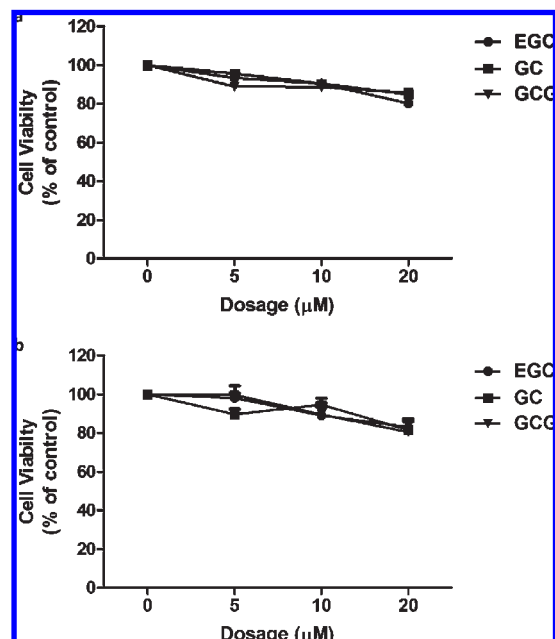 a
120
100
80
60
40
20
0
Cell Viabilty
(% of control)
0 5 10 20
Dosage (μM)
EGC
GC
GCG
b
120
100
80
60
40
20
0
Cell Viabilty
(% of control)
0 5 10 20
Dosage (μM)
EGC
GC
GCG